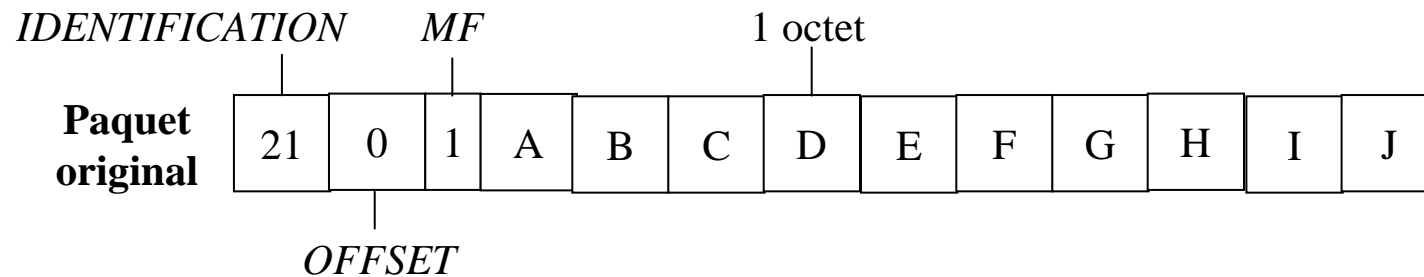 IDENTIFICATION MF 1 octet
Paquet original 21 0 1 A B C D E F G H I J
OFFSET